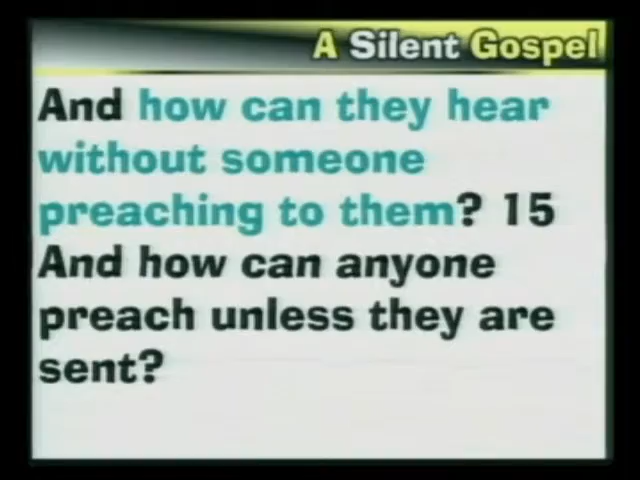 A Silent Gospel
And how can they hear
without someone
preaching to them? 15
And how can anyone
preach unless they are
sent?